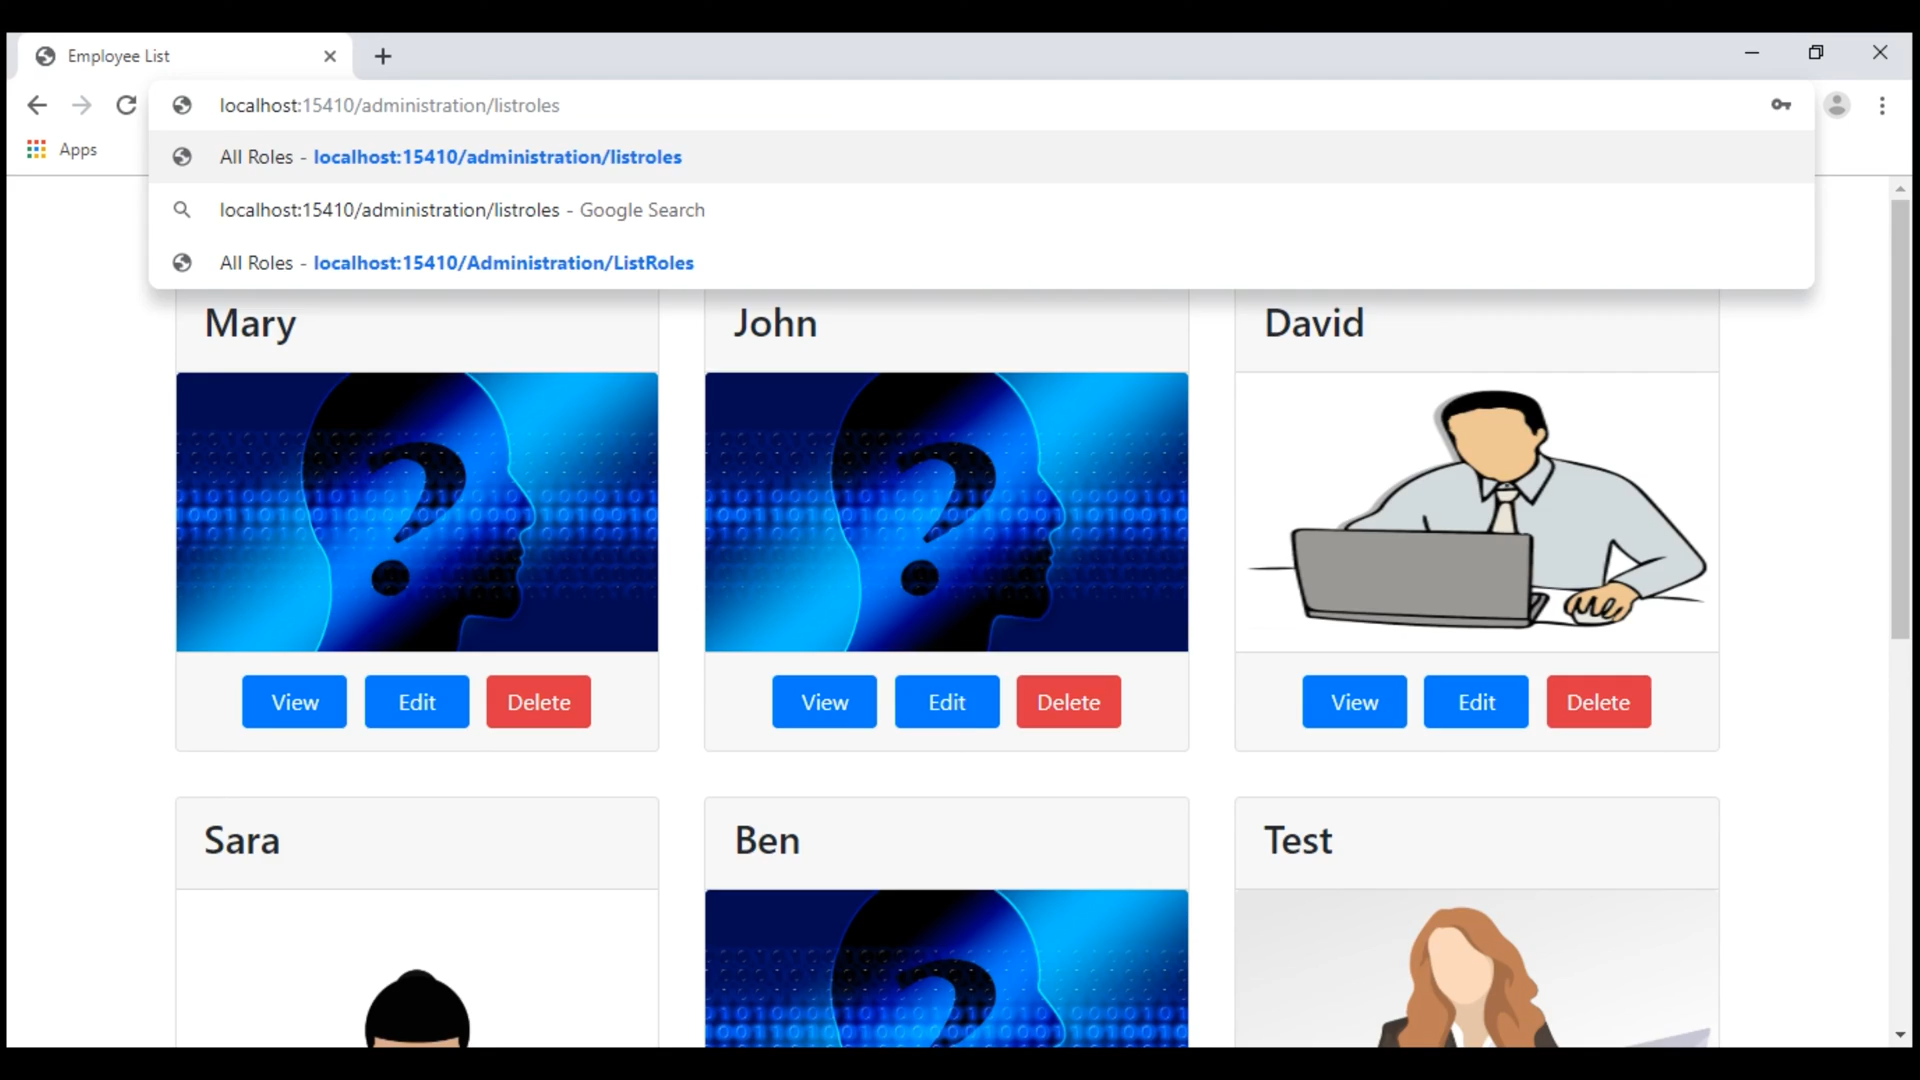 Employee List
localhost:15410/administration/listroles
Apps
All Roles - localhost:15410/administration/listroles
localhost:15410/administration/listroles - Google Search
All Roles - localhost:15410/Administration/ListRoles
Mary
John
David
View Edit Delete
View Edit Delete
View Edit Delete
Sara
Ben
Test